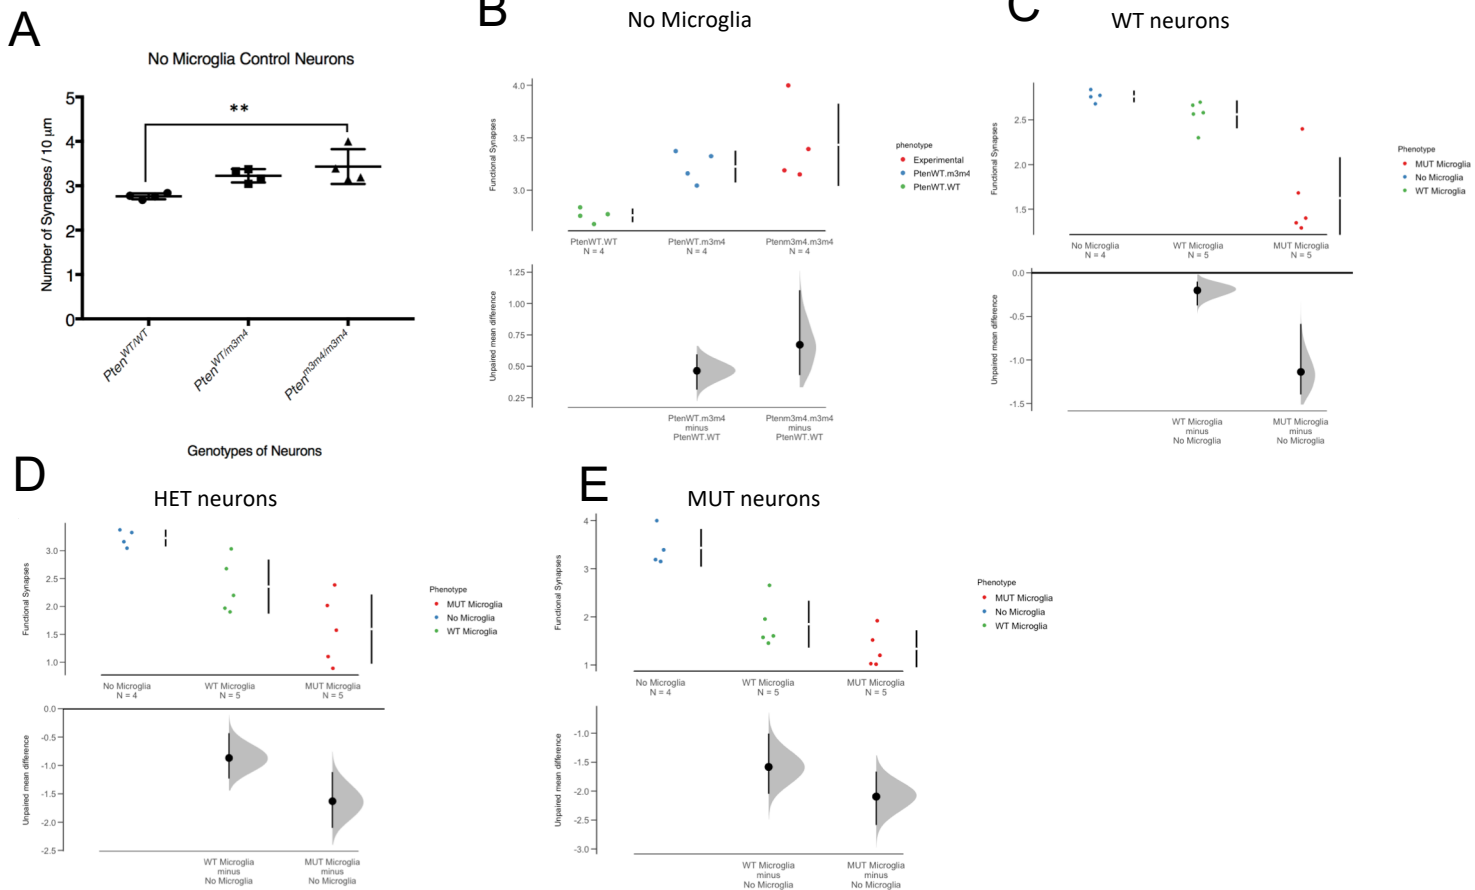 A
No Microglia Control Neurons
**
Number of Synapses / 10 μm
5
4
3
2
1
0
Pten^WT/WT
Pten^WT/m3m4
Pten^m3m4/m3m4
Genotypes of Neurons
B
No Microglia
Functional Synapses
4.0
3.5
3.0
PtenWT.WT PtenWT.m3m4 Ptenm3m4.m3m4
N = 4 N = 4 N = 4
phenotype
Experimental
PtenWT.m3m4
PtenWT.WT
Unpaired mean difference
1.25
1.00
0.75
0.50
0.25
PtenWT.m3m4 Ptenm3m4.m3m4
minus minus
PtenWT.WT PtenWT.WT
C
WT neurons
Functional Synapses
2.5
2.0
1.5
No Microglia WT Microglia MUT Microglia
N = 4 N = 5 N = 5
Phenotype
MUT Microglia
No Microglia
WT Microglia
Unpaired mean difference
0.0
-0.5
-1.0
-1.5
WT Microglia MUT Microglia
minus minus
No Microglia No Microglia
D
HET neurons
Functional Synapses
3.0
2.5
2.0
1.5
1.0
No Microglia WT Microglia MUT Microglia
N = 4 N = 5 N = 5
Phenotype
MUT Microglia
No Microglia
WT Microglia
Unpaired mean difference
0.0
-0.5
-1.0
-1.5
-2.0
-2.5
WT Microglia MUT Microglia
minus minus
No Microglia No Microglia
E
MUT neurons
Functional Synapses
4
3
2
1
No Microglia WT Microglia MUT Microglia
N = 4 N = 5 N = 5
Phenotype
MUT Microglia
No Microglia
WT Microglia
Unpaired mean difference
-1.0
-1.5
-2.0
-2.5
-3.0
WT Microglia MUT Microglia
minus minus
No Microglia No Microglia